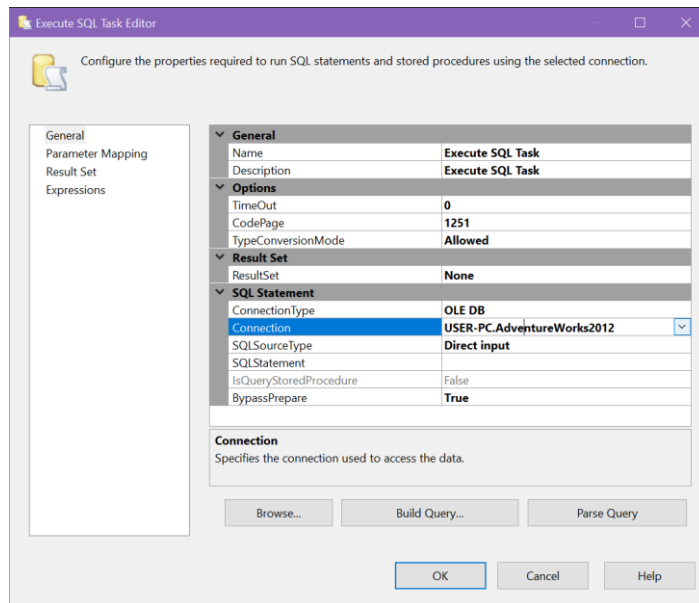 Execute SQL Task Editor
Configure the properties required to run SQL statements and stored procedures using the selected connection.
General
Parameter Mapping
Result Set
Expressions
General
Name Execute SQL Task
Description Execute SQL Task
Options
TimeOut 0
CodePage 1251
TypeConversionMode Allowed
Result Set
ResultSet None
SQL Statement
ConnectionType OLE DB
Connection USER-PC.AdventureWorks2012
SQLSourceType Direct input
SQLStatement
IsQueryStoredProcedure False
BypassPrepare True
Connection
Specifies the connection used to access the data.
Browse... Build Query... Parse Query
OK Cancel Help